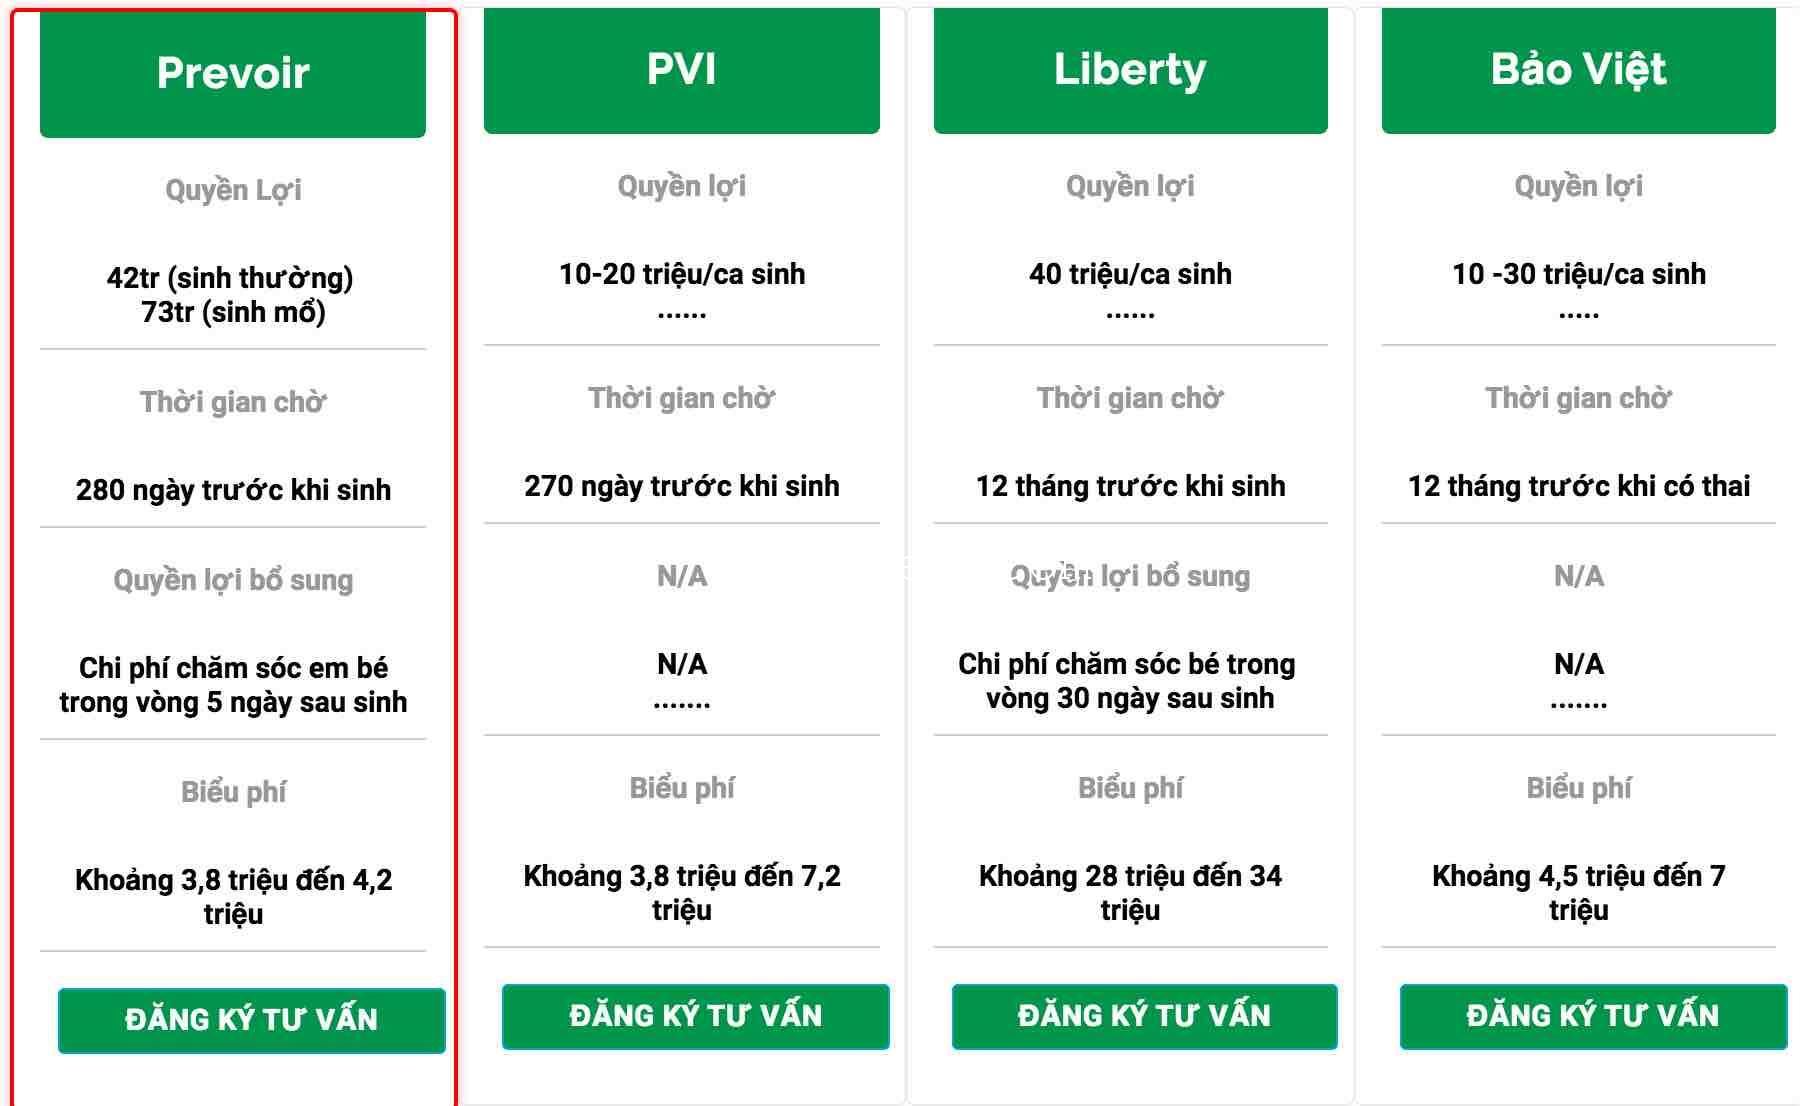 Prevoir
Quyền Lợi
42tr (sinh thường)
73tr (sinh mổ)
Thời gian chờ
280 ngày trước khi sinh
Quyền lợi bổ sung
Chi phí chăm sóc em bé
trong vòng 5 ngày sau sinh
Biểu phí
Khoảng 3,8 triệu đến 4,2
triệu
ĐĂNG KÝ TƯ VẤN
PVI
Quyền lợi
10-20 triệu/ca sinh
......
Thời gian chờ
270 ngày trước khi sinh
N/A
N/A
.......
Biểu phí
Khoảng 3,8 triệu đến 7,2
triệu
ĐĂNG KÝ TƯ VẤN
Liberty
Quyền lợi
40 triệu/ca sinh
......
Thời gian chờ
12 tháng trước khi sinh
Quyền lợi bổ sung
Chi phí chăm sóc bé trong
vòng 30 ngày sau sinh
Biểu phí
Khoảng 28 triệu đến 34
triệu
ĐĂNG KÝ TƯ VẤN
Bảo Việt
Quyền lợi
10 -30 triệu/ca sinh
.....
Thời gian chờ
12 tháng trước khi có thai
N/A
N/A
.......
Biểu phí
Khoảng 4,5 triệu đến 7
triệu
ĐĂNG KÝ TƯ VẤN